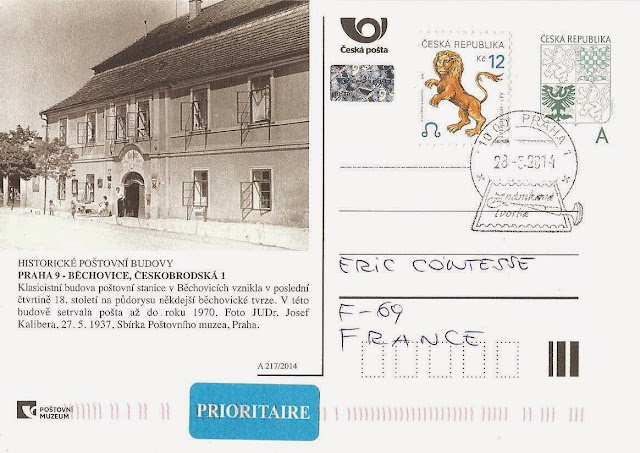 HISTORICKÉ POŠTOVNÍ BUDOVY
PRAHA 9 - BĚCHOVICE, ČESKOBRODSKÁ 1
Klasicistní budova poštovní stanice v Běchovicích vznikla v poslední
čtvrtině 18. století na půdorysu někdejší běchovické tvrze. V této
budově setrvala pošta až do roku 1970. Foto JUDr. Josef
Kalibera, 27. 5. 1937, Sbírka Poštovního muzea, Praha.
A 217/2014
POŠTOVNÍ
MUZEUM
PRIORITAIRE
Česká pošta
ČESKÁ REPUBLIKA
Kč 12
ČESKÁ REPUBLIKA
A
PRAHA 1
Známková
tvorba
ERIC CONTESSE
F-69
FRANCE